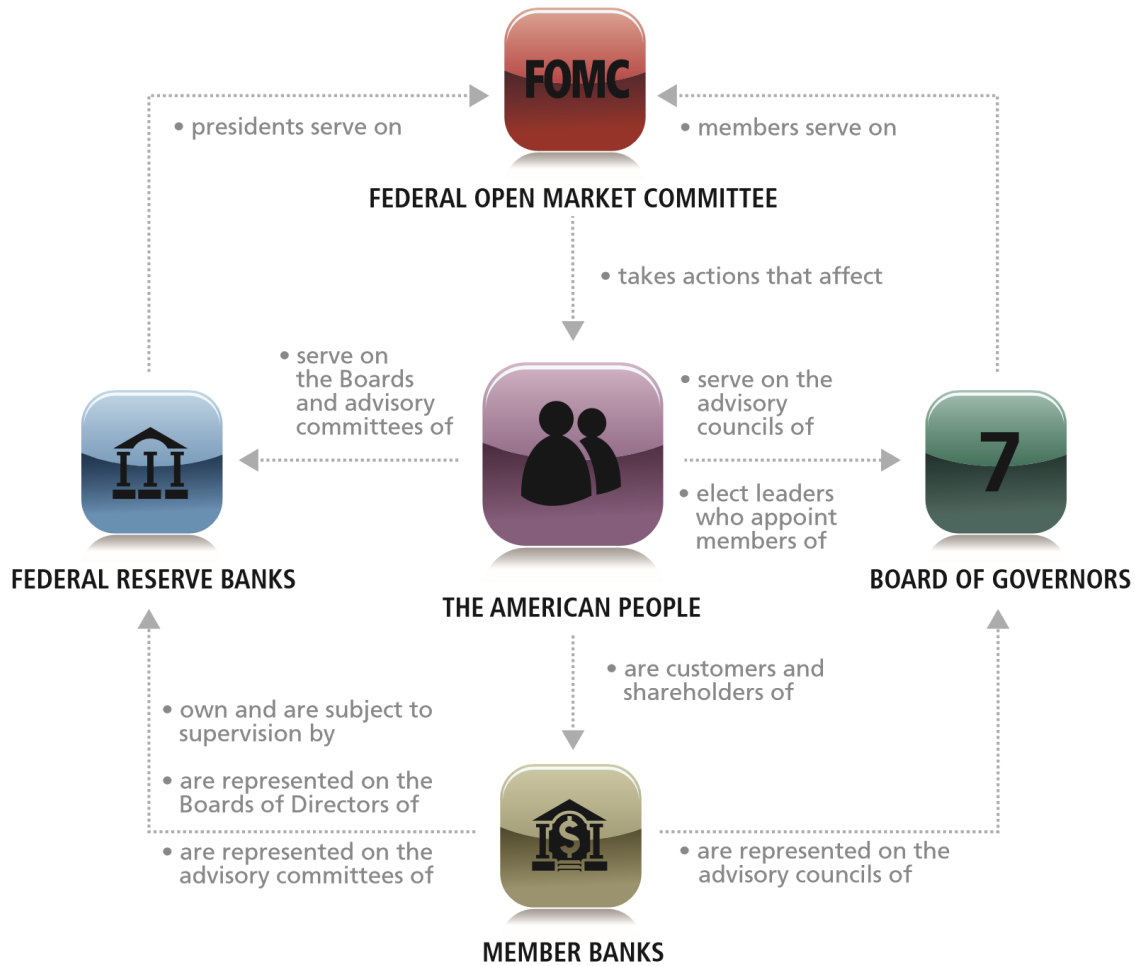 FOMC
• presidents serve on
• members serve on
FEDERAL OPEN MARKET COMMITTEE
• takes actions that affect
• serve on
the Boards
and advisory
committees of
• serve on the
advisory
councils of
7
• elect leaders
who appoint
members of
FEDERAL RESERVE BANKS
THE AMERICAN PEOPLE
BOARD OF GOVERNORS
• are customers and
shareholders of
• own and are subject to
supervision by
• are represented on the
Boards of Directors of
• are represented on the
advisory committees of
$
• are represented on the
advisory councils of
MEMBER BANKS